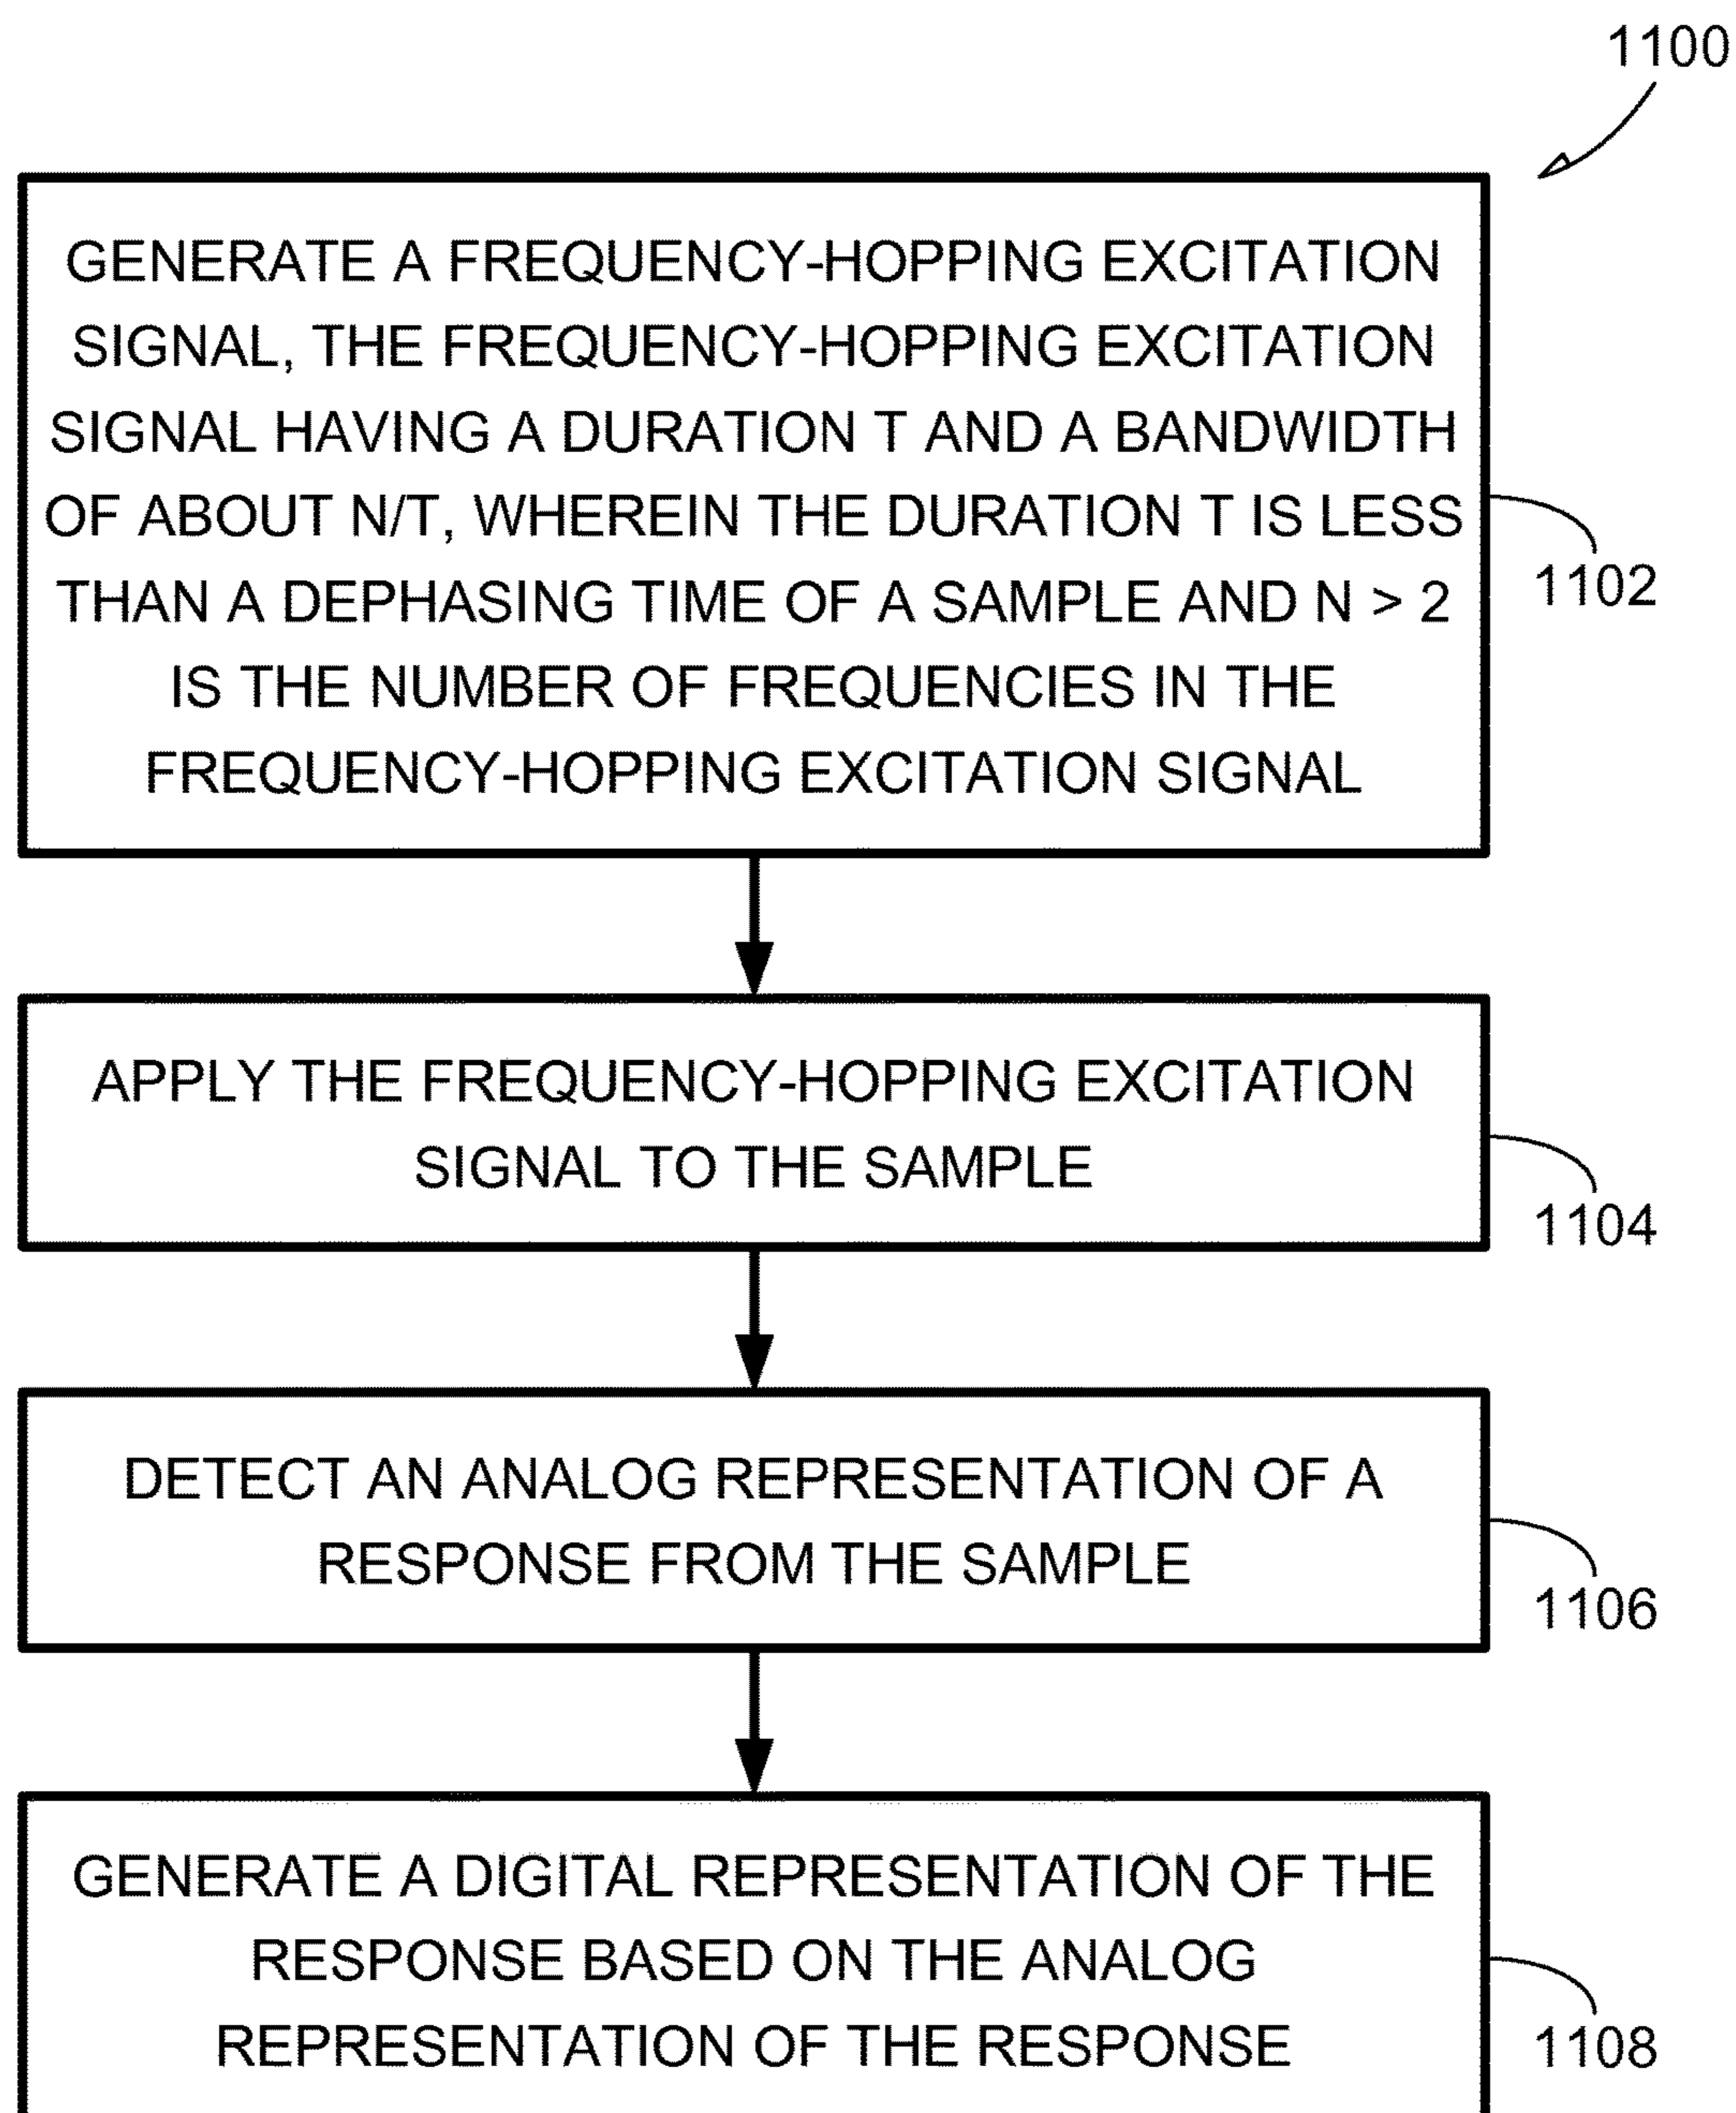 1100
GENERATE A FREQUENCY-HOPPING EXCITATION
SIGNAL, THE FREQUENCY-HOPPING EXCITATION
SIGNAL HAVING A DURATION T AND A BANDWIDTH
OF ABOUT N/T, WHEREIN THE DURATION T IS LESS
THAN A DEPHASING TIME OF A SAMPLE AND N > 2
IS THE NUMBER OF FREQUENCIES IN THE
FREQUENCY-HOPPING EXCITATION SIGNAL
1102
APPLY THE FREQUENCY-HOPPING EXCITATION
SIGNAL TO THE SAMPLE
1104
DETECT AN ANALOG REPRESENTATION OF A
RESPONSE FROM THE SAMPLE
1106
GENERATE A DIGITAL REPRESENTATION OF THE
RESPONSE BASED ON THE ANALOG
REPRESENTATION OF THE RESPONSE
1108